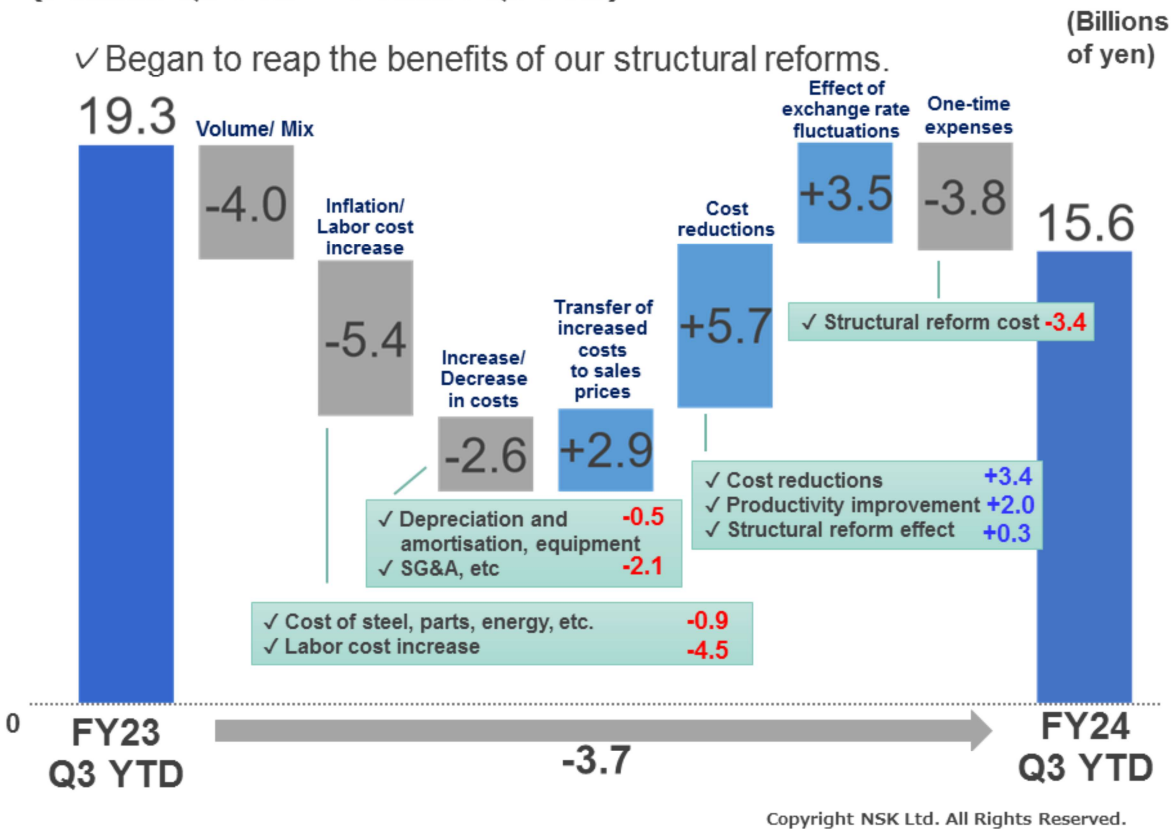 (Billions
of yen)
✓ Began to reap the benefits of our structural reforms.
19.3
Volume/ Mix
-4.0
Inflation/
Labor cost
increase
-5.4
Increase/
Decrease
in costs
-2.6
Transfer of
increased
costs
to sales
prices
+2.9
Cost
reductions
+5.7
Effect of
exchange rate
fluctuations
+3.5
One-time
expenses
-3.8
15.6
✓ Structural reform cost -3.4
✓ Cost reductions +3.4
✓ Productivity improvement +2.0
✓ Structural reform effect +0.3
✓ Depreciation and -0.5
amortisation, equipment
✓ SG&A, etc -2.1
✓ Cost of steel, parts, energy, etc. -0.9
✓ Labor cost increase -4.5
0
FY23
Q3 YTD
-3.7
FY24
Q3 YTD
Copyright NSK Ltd. All Rights Reserved.